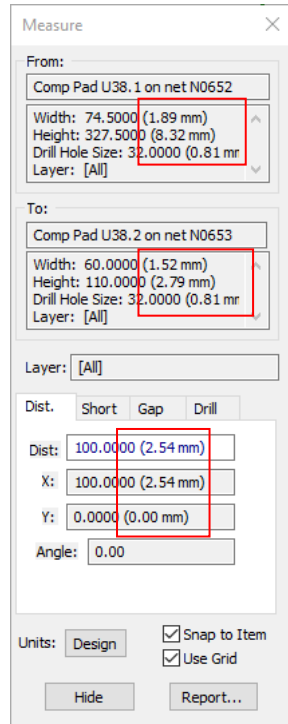 Measure
From:
Comp Pad U38.1 on net N0652
Width: 74.5000 (1.89 mm)
Height: 327.5000 (8.32 mm)
Drill Hole Size: 32.0000 (0.81 mm
Layer: [All]
To:
Comp Pad U38.2 on net N0653
Width: 60.0000 (1.52 mm)
Height: 110.0000 (2.79 mm)
Drill Hole Size: 32.0000 (0.81 mm
Layer: [All]
Layer: [All]
Dist. Short Gap Drill
Dist: 100.0000 (2.54 mm)
X: 100.0000 (2.54 mm)
Y: 0.0000 (0.00 mm)
Angle: 0.00
Units: Design Snap to Item
Use Grid
Hide Report...